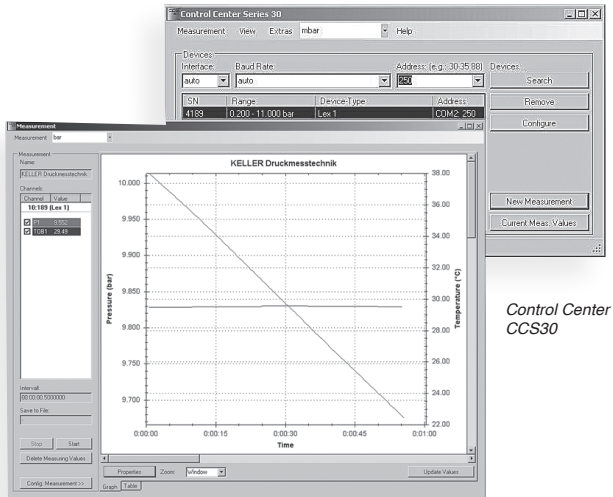 Control Center Series 30
Measurement View Extras mbar Help
Devices:
Interface: Baud Rate: Address: (e.g.: 30-35:88) Devices:
auto auto 250 Search
SN Range Device-Type Address
4189 0.200 - 11.000 bar Lex 1 COM2: 250
Remove
Configure
New Measurement
Current Meas. Values
Measurement
Measurement bar
Measurement
Name:
KELLER Druckmesstechnik
Channels:
Channel Value
10:189 (Lex 1)
P1
TOB1 29.49
Intervall:
00:00:00.5000000
Save to File:
Stop Start
Delete Measuring Values
Config. Measurement >>
KELLER Druckmesstechnik
Pressure (bar)
10.000
9.950
9.900
9.850
9.800
9.750
9.700
38.00
36.00
34.00
32.00
30.00
28.00
26.00
24.00
22.00
Temperature (°C)
0:00:00 0:00:15 0:00:30 0:00:45 0:01:00
Time
Properties Zoom: Window Update Values
Graph Table
Control Center
CCS30